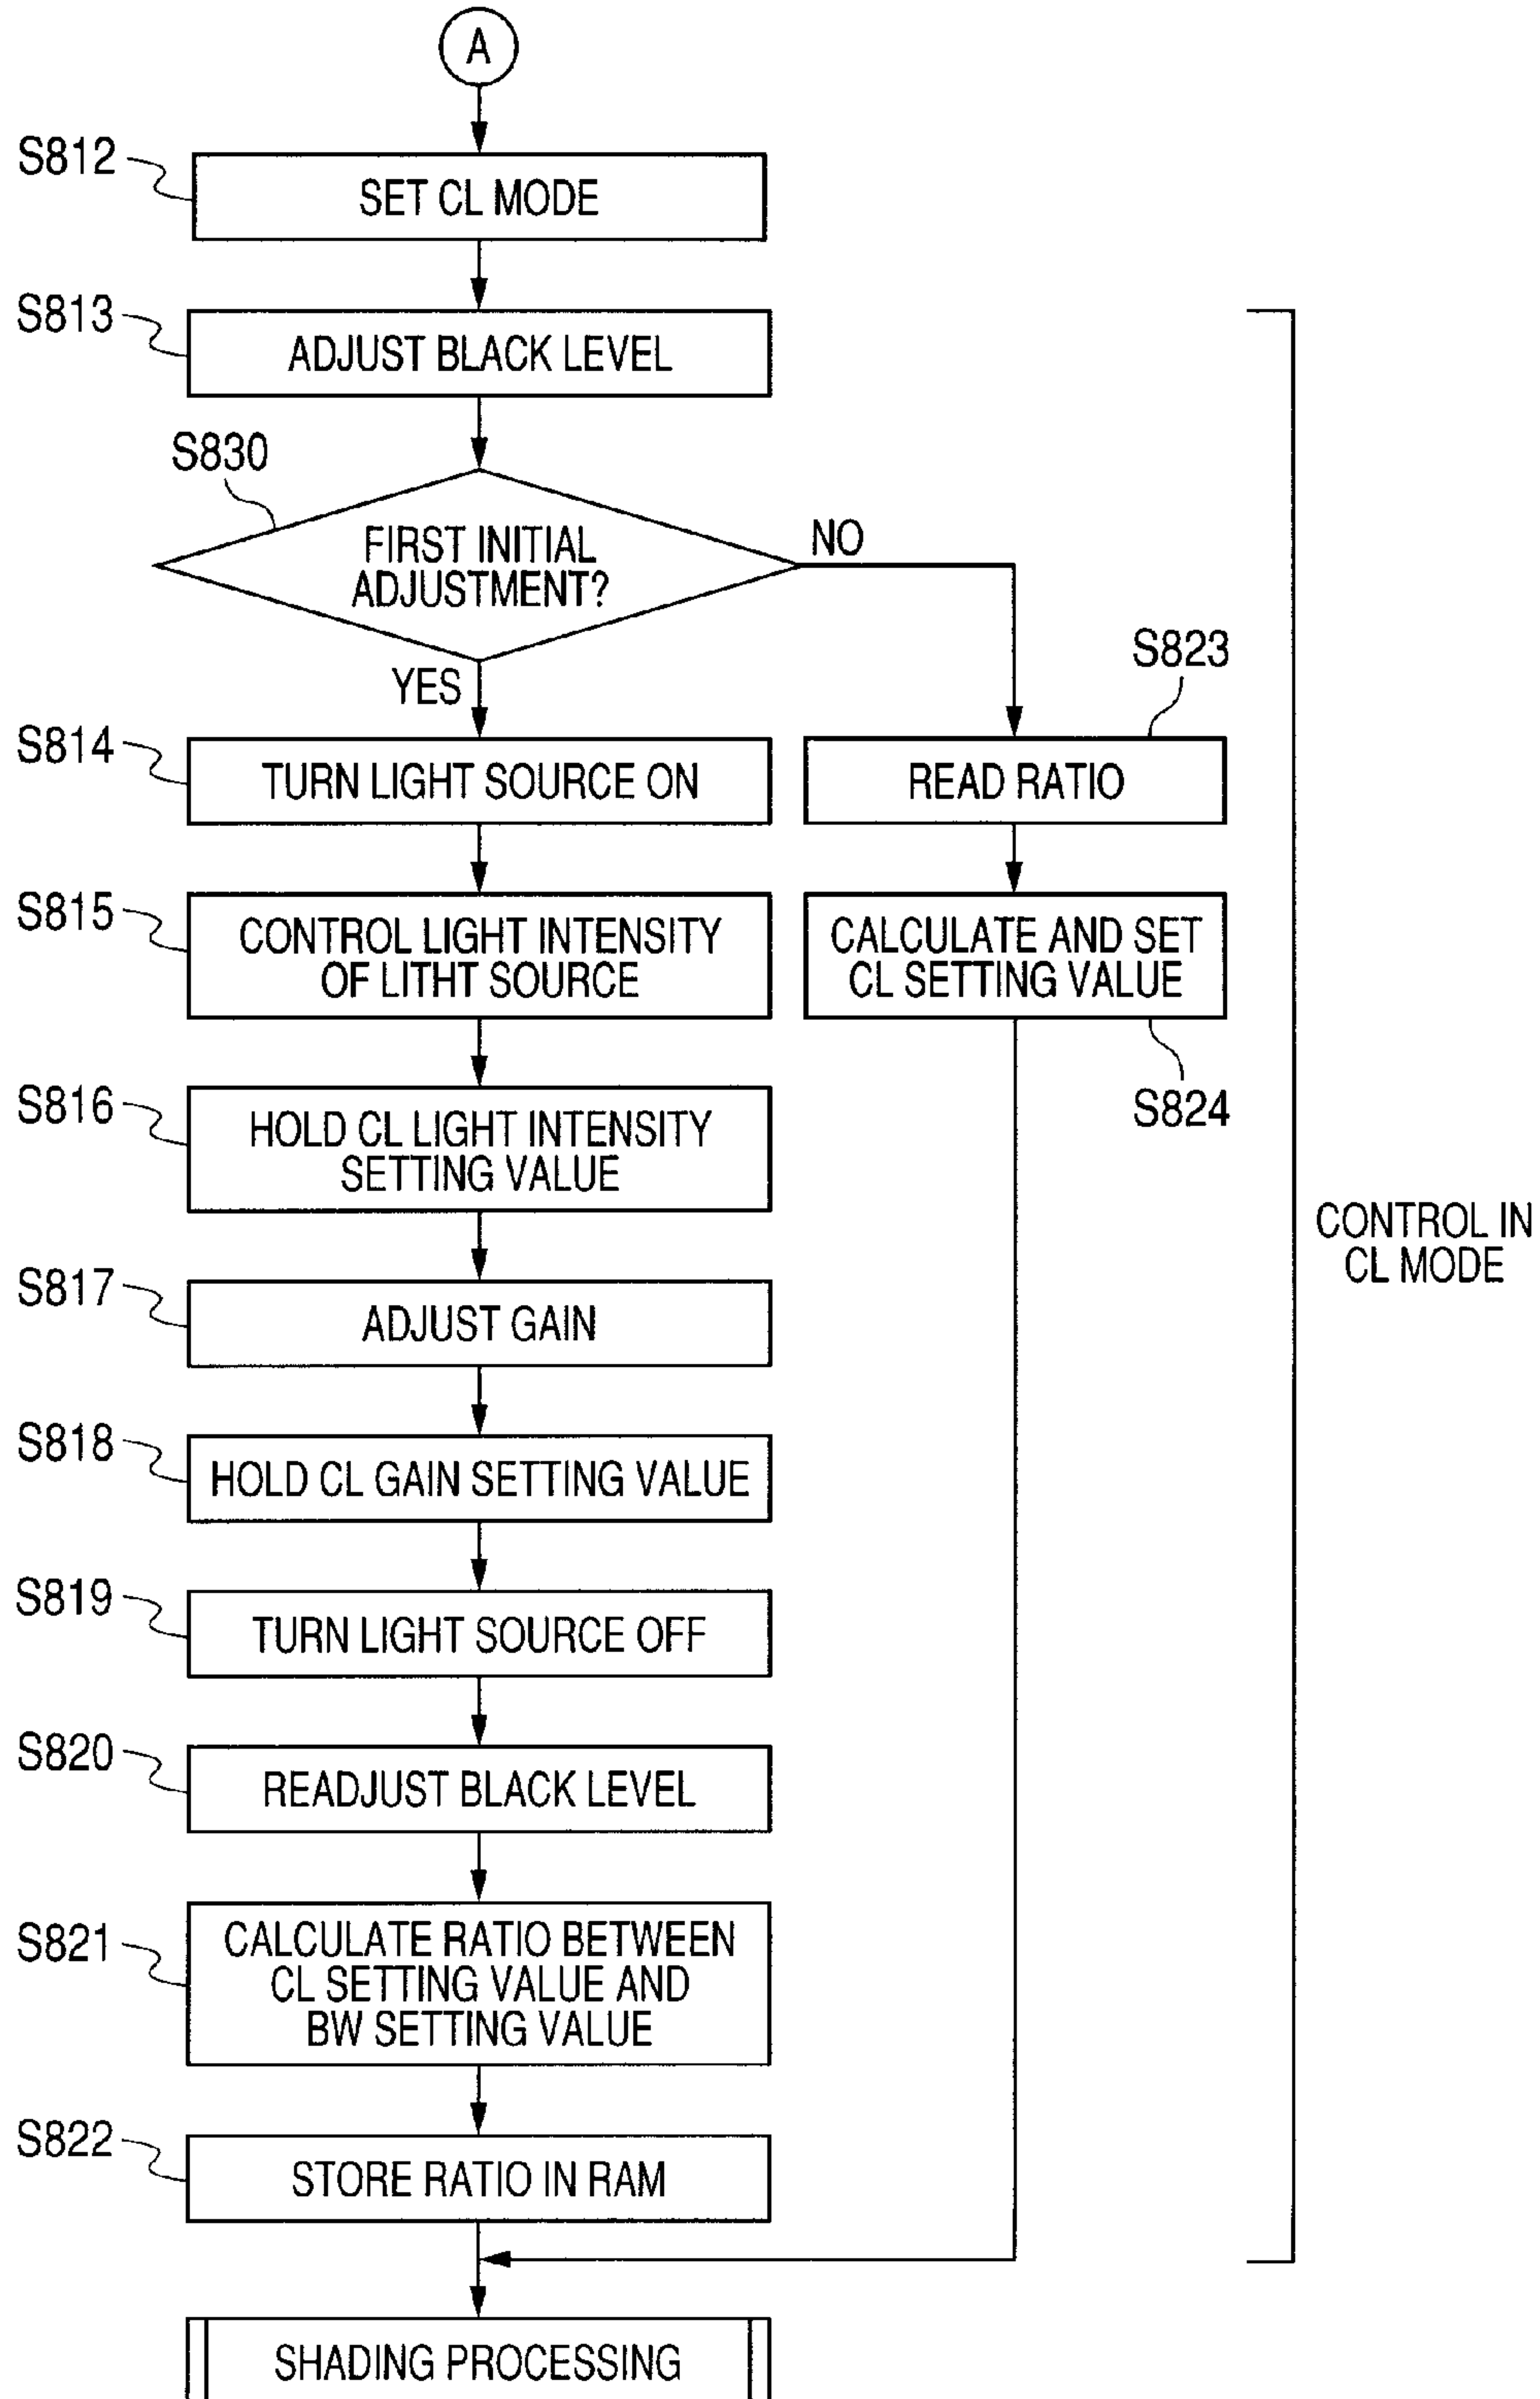 A
S812
SET CL MODE
S813
ADJUST BLACK LEVEL
S830
FIRST INITIAL
ADJUSTMENT?
NO
YES
S823
S814
TURN LIGHT SOURCE ON
READ RATIO
S815
CONTROL LIGHT INTENSITY
OF LITHT SOURCE
CALCULATE AND SET
CL SETTING VALUE
S824
S816
HOLD CL LIGHT INTENSITY
SETTING VALUE
CONTROL IN
CL MODE
S817
ADJUST GAIN
S818
HOLD CL GAIN SETTING VALUE
S819
TURN LIGHT SOURCE OFF
S820
READJUST BLACK LEVEL
S821
CALCULATE RATIO BETWEEN
CL SETTING VALUE AND
BW SETTING VALUE
S822
STORE RATIO IN RAM
SHADING PROCESSING